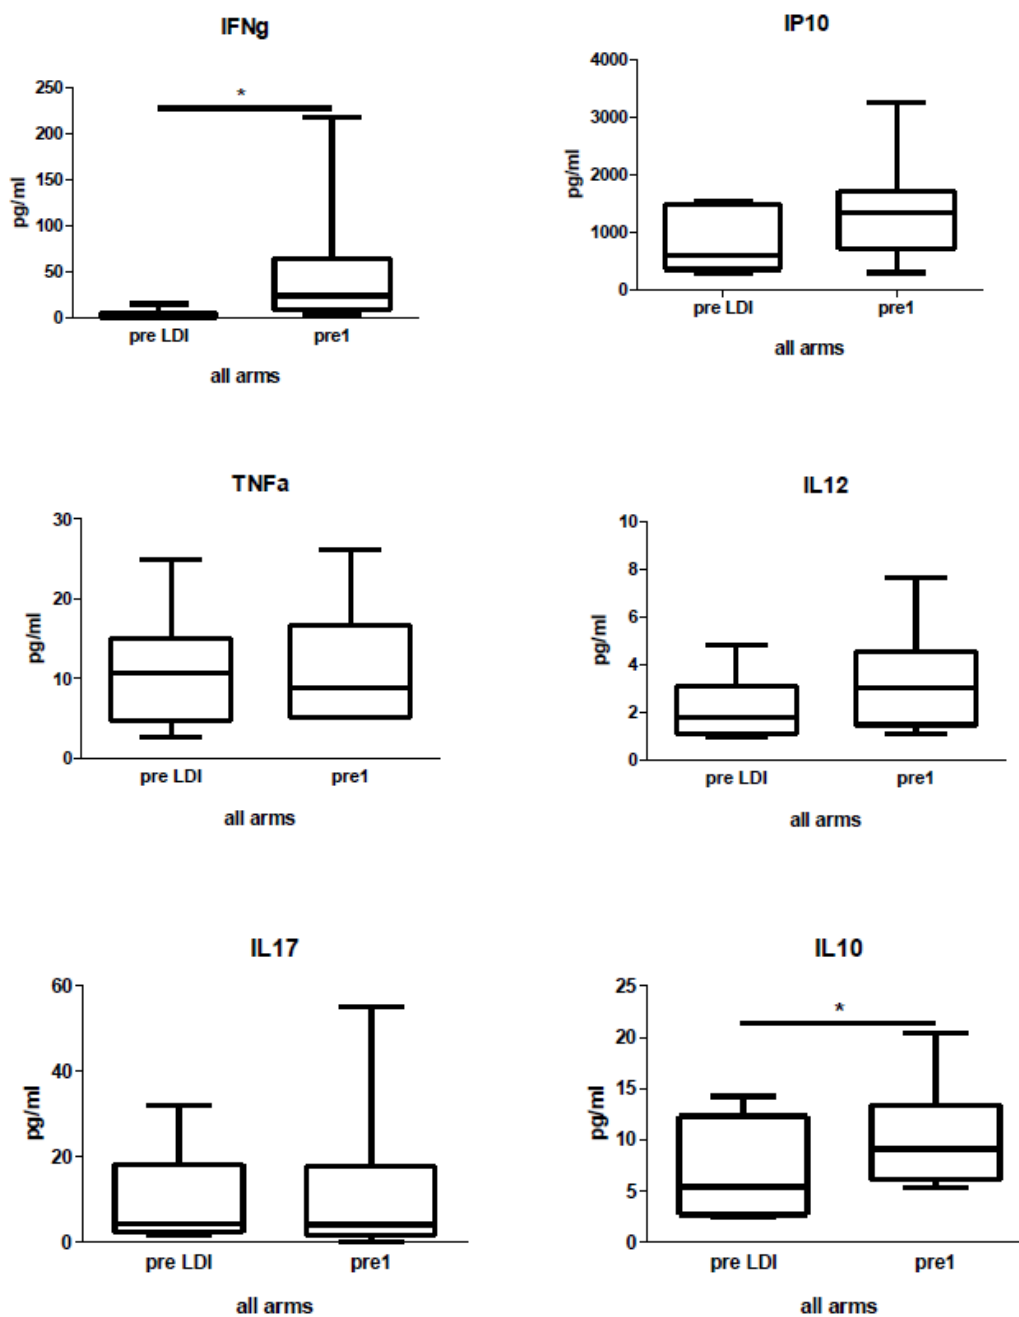 IFNg
250
200
150
100
50
0
pg/ml
*
pre LDI pre1
all arms
IP10
4000
3000
2000
1000
0
pg/ml
pre LDI pre1
all arms
TNFa
30
20
10
0
pg/ml
pre LDI pre1
all arms
IL12
10
8
6
4
2
0
pg/ml
pre LDI pre1
all arms
IL17
60
40
20
0
pg/ml
pre LDI pre1
all arms
IL10
25
20
15
10
5
0
pg/ml
*
pre LDI pre1
all arms